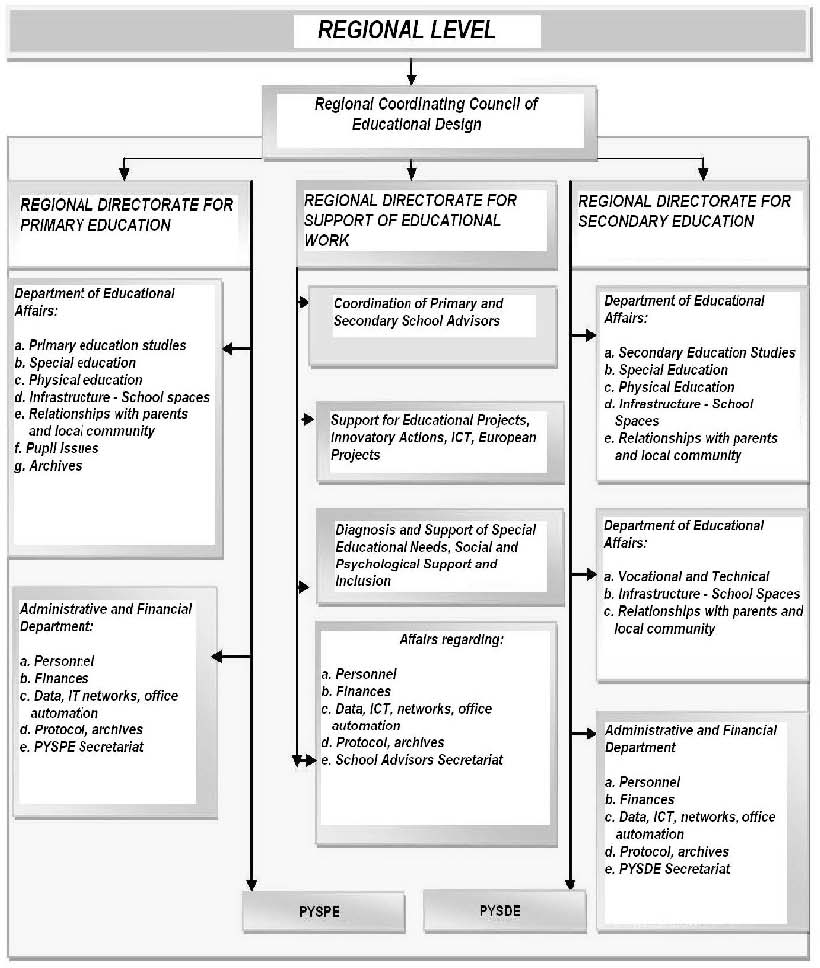 REGIONAL LEVEL
Regional Coordinating Council of
Educational Design
REGIONAL DIRECTORATE FOR
PRIMARY EDUCATION
Department of Educational
Affairs:
a. Primary education studies
b. Special education
c. Physical education
d. Infrastructure - School spaces
e. Relationships with parents
and local community
f. Pupil Issues
g. Archives
Administrative and Financial
Department:
a. Personnel
b. Finances
c. Data, IT networks, office
automation
d. Protocol, archives
e. PYSPE Secretariat
REGIONAL DIRECTORATE FOR
SUPPORT OF EDUCATIONAL
WORK
Coordination of Primary and
Secondary School Advisors
Support for Educational Projects,
Innovatory Actions, ICT, European
Projects
Diagnosis and Support of Special
Educational Needs, Social and
Psychological Support and
Inclusion
Affairs regarding:
a. Personnel
b. Finances
c. Data, ICT, networks, office
automation
d. Protocol, archives
e. School Advisors Secretariat
REGIONAL DIRECTORATE FOR
SECONDARY EDUCATION
Department of Educational
Affairs:
a. Secondary Education Studies
b. Special Education
c. Physical Education
d. Infrastructure - School
Spaces
e. Relationships with parents
and local community
Department of Educational
Affairs:
a. Vocational and Technical
b. Infrastructure - School Spaces
c. Relationships with parents and
local community
Administrative and Financial
Department
a. Personnel
b. Finances
c. Data, ICT, networks, office
automation
d. Protocol, archives
e. PYSDE Secretariat
PYSPE
PYSDE